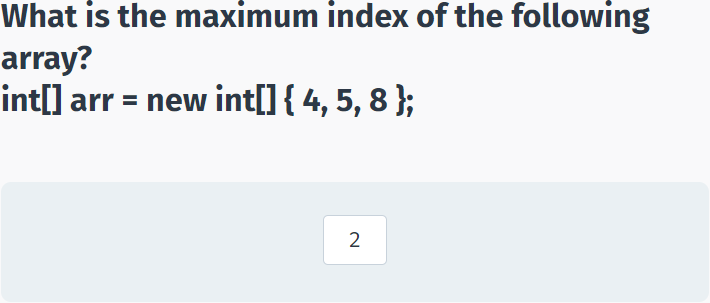 What is the maximum index of the following
array?
int[] arr = new int[] { 4, 5, 8 };
2